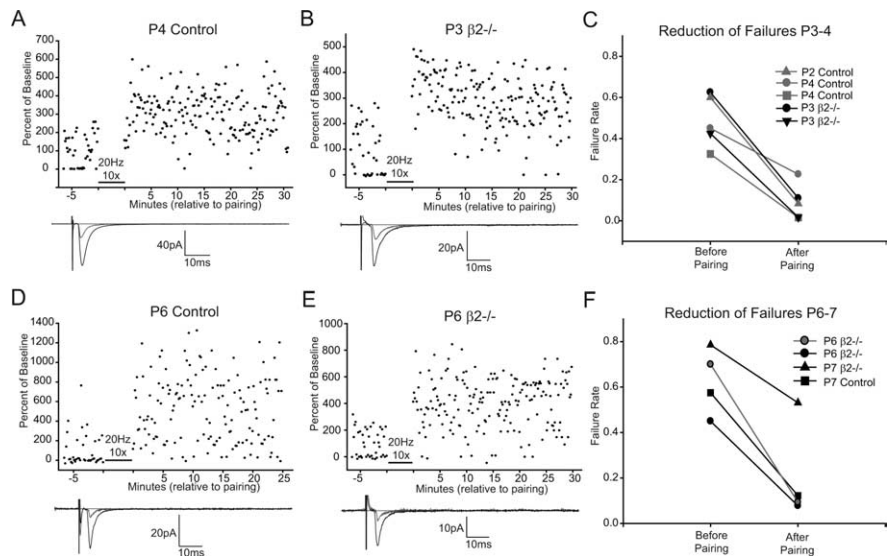 A
P4 Control
Percent of Baseline
700
600
500
400
300
200
100
0
20Hz
10x
-5 5 10 15 20 25 30
Minutes (relative to pairing)
40pA
10ms
B
P3 β2-/-
Percent of Baseline
500
400
300
200
100
0
20Hz
10x
-5 0 5 10 15 20 25 30
Minutes (relative to pairing)
20pA
10ms
C
Reduction of Failures P3-4
Failure Rate
0.8
0.6
0.4
0.2
0.0
P2 Control
P4 Control
P4 Control
P3 β2-/-
P3 β2-/-
Before
Pairing
After
Pairing
D
P6 Control
Percent of Baseline
1400
1200
1000
800
600
400
200
0
20Hz
10x
-5 0 5 10 15 20 25
Minutes (relative to pairing)
20pA
10ms
E
P6 β2-/-
Percent of Baseline
1000
800
600
400
200
0
20Hz
10x
-5 0 5 10 15 20 25 30
Minutes (relative to pairing)
10pA
10ms
F
Reduction of Failures P6-7
Failure Rate
0.8
0.6
0.4
0.2
0.0
P6 β2-/-
P6 β2-/-
P7 β2-/-
P7 Control
Before
Pairing
After
Pairing